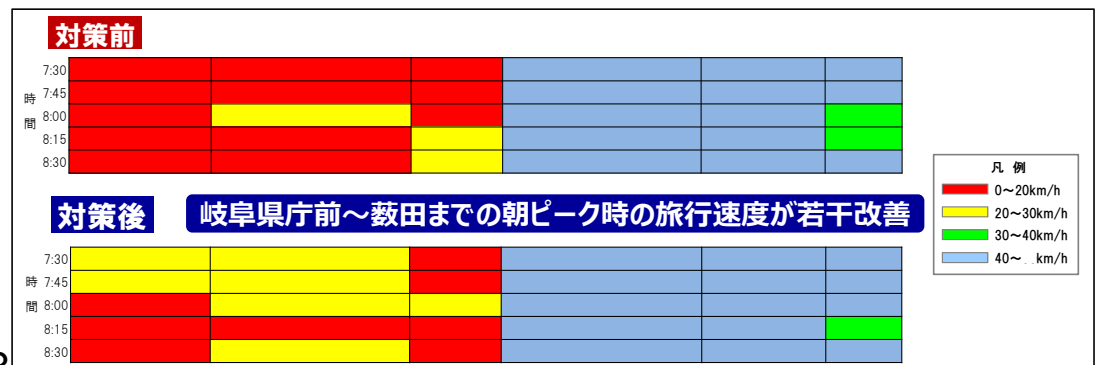 対策前
7:30
時 7:45
間 8:00
8:15
8:30
凡 例
0～20km/h
20～30km/h
30～40km/h
40～ km/h
対策後
岐阜県庁前～薮田までの朝ピーク時の旅行速度が若干改善
7:30
時 7:45
間 8:00
8:15
8:30